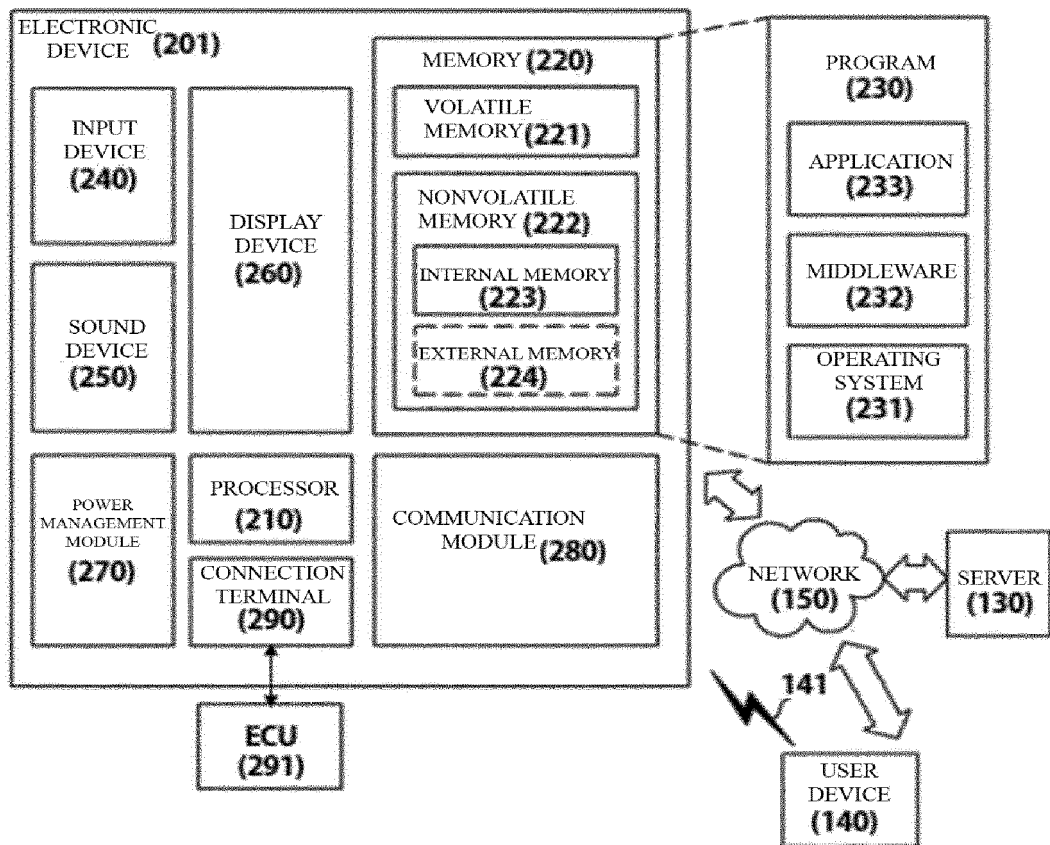 ELECTRONIC
DEVICE (201)
INPUT
DEVICE
(240)
SOUND
DEVICE
(250)
DISPLAY
DEVICE
(260)
MEMORY (220)
VOLATILE
MEMORY (221)
NONVOLATILE
MEMORY (222)
INTERNAL MEMORY
(223)
EXTERNAL MEMORY
(224)
PROGRAM
(230)
APPLICATION
(233)
MIDDLEWARE
(232)
OPERATING
SYSTEM
(231)
POWER
MANAGEMENT
MODULE
(270)
PROCESSOR
(210)
CONNECTION
TERMINAL
(290)
COMMUNICATION
MODULE (280)
NETWORK
(150)
SERVER
(130)
141
ECU
(291)
USER
DEVICE
(140)